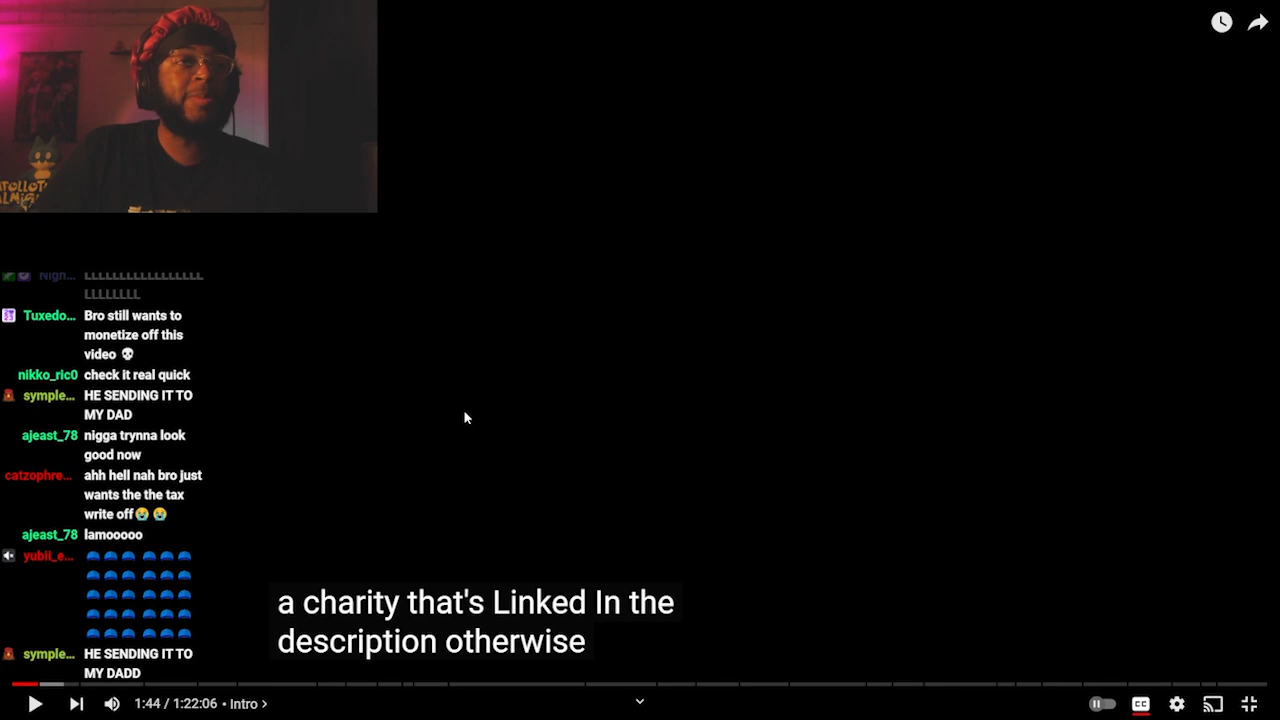 Nigh...
LLLLLLLLLLLLLLLLL
LLLLLLLL
Tuxedo... Bro still wants to
monetize off this
video 💀
nikko_ric0 check it real quick
symple... HE SENDING IT TO
MY DAD
ajeast_78 nigga trynna look
good now
catzophre... ahh hell nah bro just
wants the the tax
write off😭 😭
ajeast_78 lamooooo
yubii_e... 🧢🧢🧢 🧢🧢🧢
🧢🧢🧢 🧢🧢🧢
🧢🧢🧢 🧢🧢🧢
🧢🧢🧢 🧢🧢🧢
🧢🧢🧢 🧢🧢🧢
symple... HE SENDING IT TO
MY DADD
a charity that's Linked In the
description otherwise
1:44 / 1:22:06 • Intro >
CC